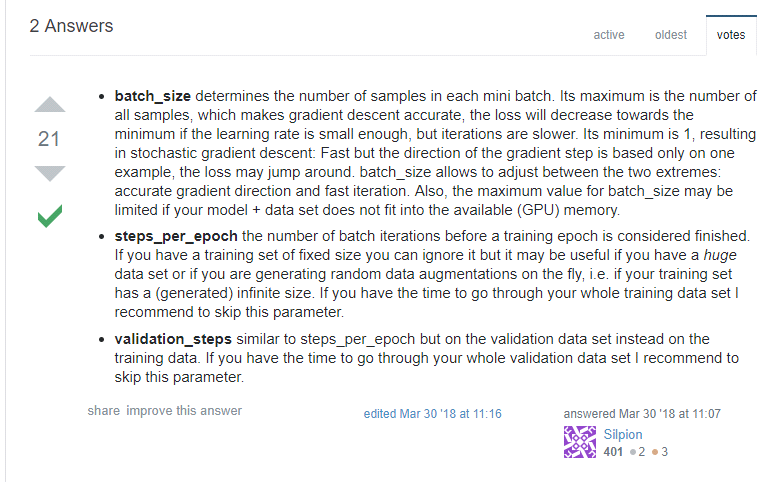 2 Answers
active oldest votes
• batch_size determines the number of samples in each mini batch. Its maximum is the number of
all samples, which makes gradient descent accurate, the loss will decrease towards the
minimum if the learning rate is small enough, but iterations are slower. Its minimum is 1, resulting
in stochastic gradient descent: Fast but the direction of the gradient step is based only on one
example, the loss may jump around. batch_size allows to adjust between the two extremes:
accurate gradient direction and fast iteration. Also, the maximum value for batch_size may be
limited if your model + data set does not fit into the available (GPU) memory.
21
• steps_per_epoch the number of batch iterations before a training epoch is considered finished.
If you have a training set of fixed size you can ignore it but it may be useful if you have a huge
data set or if you are generating random data augmentations on the fly, i.e. if your training set
has a (generated) infinite size. If you have the time to go through your whole training data set I
recommend to skip this parameter.
• validation_steps similar to steps_per_epoch but on the validation data set instead on the
training data. If you have the time to go through your whole validation data set I recommend to
skip this parameter.
share improve this answer
edited Mar 30 '18 at 11:16
answered Mar 30 '18 at 11:07
Silpion
401 ●2 ●3